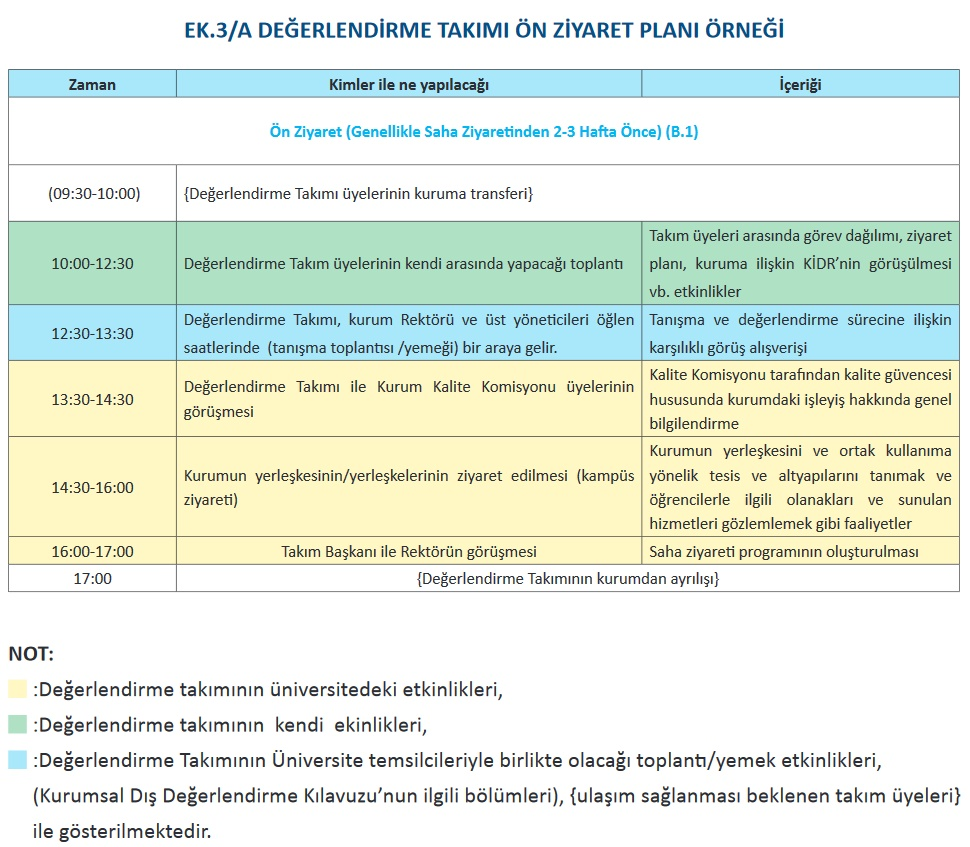 EK.3/A DEĞERLENDİRME TAKIMI ÖN ZİYARET PLANI ÖRNEĞİ
Zaman
Kimler ile ne yapılacağı
İçeriği
Ön Ziyaret (Genellikle Saha Ziyaretinden 2-3 Hafta Önce) (B.1)
(09:30-10:00)
{Değerlendirme Takımı üyelerinin kuruma transferi}
10:00-12:30
Değerlendirme Takım üyelerinin kendi arasında yapacağı toplantı
Takım üyeleri arasında görev dağılımı, ziyaret
planı, kuruma ilişkin KİDR’nin görüşülmesi
vb. etkinlikler
12:30-13:30
Değerlendirme Takımı, kurum Rektörü ve üst yöneticileri öğlen
saatlerinde (tanışma toplantısı /yemeği) bir araya gelir.
Tanışma ve değerlendirme sürecine ilişkin
karşılıklı görüş alışverişi
13:30-14:30
Değerlendirme Takımı ile Kurum Kalite Komisyonu üyelerinin
görüşmesi
Kalite Komisyonu tarafından kalite güvencesi
hususunda kurumdaki işleyiş hakkında genel
bilgilendirme
14:30-16:00
Kurumun yerleşkesinin/yerleşkelerinin ziyaret edilmesi (kampüs
ziyareti)
Kurumun yerleşkesini ve ortak kullanıma
yönelik tesis ve altyapılarını tanımak ve
öğrencilerle ilgili olanakları ve sunulan
hizmetleri gözlemlemek gibi faaliyetler
16:00-17:00
Takım Başkanı ile Rektörün görüşmesi
Saha ziyareti programının oluşturulması
17:00
{Değerlendirme Takımının kurumdan ayrılışı}
NOT:
:Değerlendirme takımının üniversitedeki etkinlikleri,
:Değerlendirme takımının kendi ekinlikleri,
:Değerlendirme Takımının Üniversite temsilcileriyle birlikte olacağı toplantı/yemek etkinlikleri,
(Kurumsal Dış Değerlendirme Kılavuzu’nun ilgili bölümleri), {ulaşım sağlanması beklenen takım üyeleri}
ile gösterilmektedir.